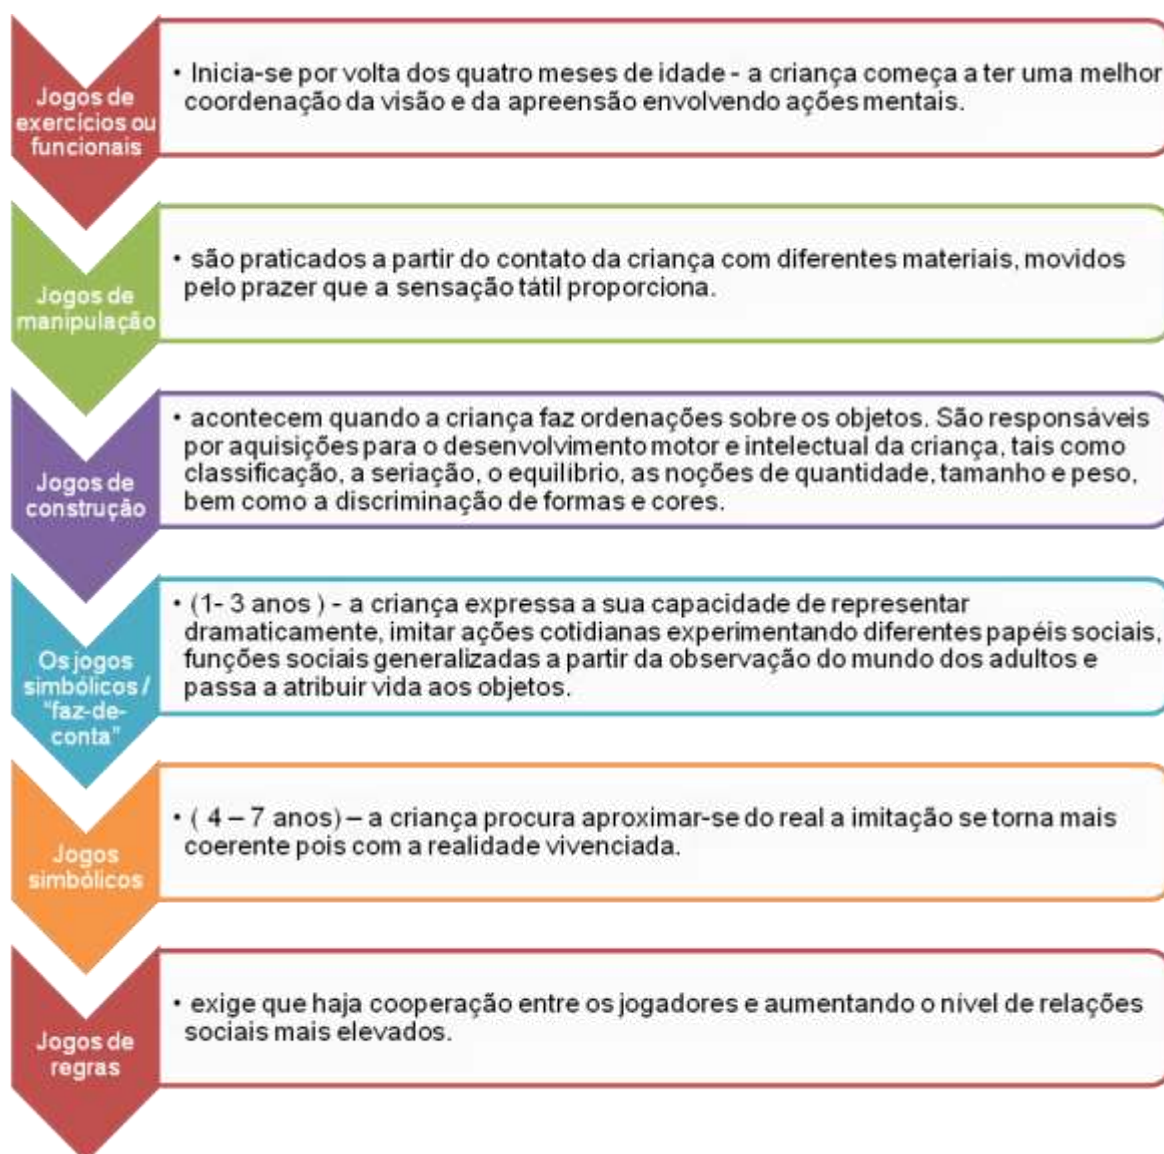 Jogos de
exercícios ou
funcionais
• Inicia-se por volta dos quatro meses de idade - a criança começa a ter uma melhor
coordenação da visão e da apreensão envolvendo ações mentais.
Jogos de
manipulação
• são praticados a partir do contato da criança com diferentes materiais, movidos
pelo prazer que a sensação tátil proporciona.
Jogos de
construção
• acontecem quando a criança faz ordenações sobre os objetos. São responsáveis
por aquisições para o desenvolvimento motor e intelectual da criança, tais como
classificação, a seriação, o equilíbrio, as noções de quantidade, tamanho e peso,
bem como a discriminação de formas e cores.
Os jogos
simbólicos /
"faz-de-
conta"
• (1- 3 anos ) - a criança expressa a sua capacidade de representar
dramaticamente, imitar ações cotidianas experimentando diferentes papéis sociais,
funções sociais generalizadas a partir da observação do mundo dos adultos e
passa a atribuir vida aos objetos.
Jogos
simbólicos
• ( 4 – 7 anos) – a criança procura aproximar-se do real a imitação se torna mais
coerente pois com a realidade vivenciada.
Jogos de
regras
• exige que haja cooperação entre os jogadores e aumentando o nível de relações
sociais mais elevados.